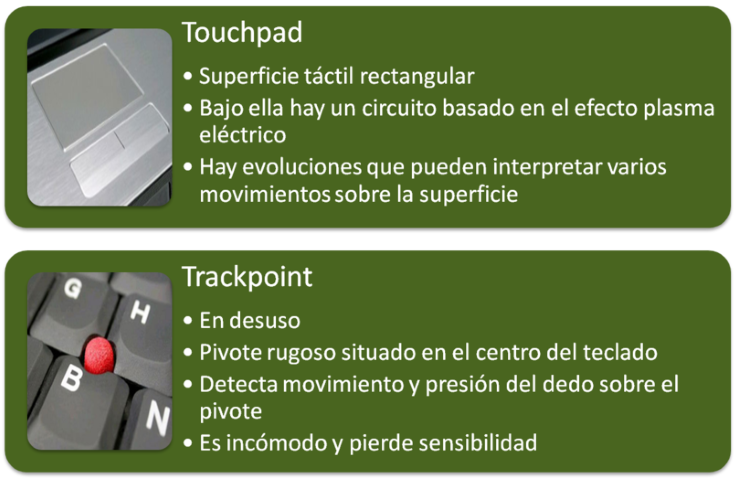 Touchpad
• Superficie táctil rectangular
• Bajo ella hay un circuito basado en el efecto plasma
eléctrico
• Hay evoluciones que pueden interpretar varios
movimientos sobre la superficie
Trackpoint
G
H
B
N
• En desuso
• Pivote rugoso situado en el centro del teclado
• Detecta movimiento y presión del dedo sobre el
pivote
• Es incómodo y pierde sensibilidad